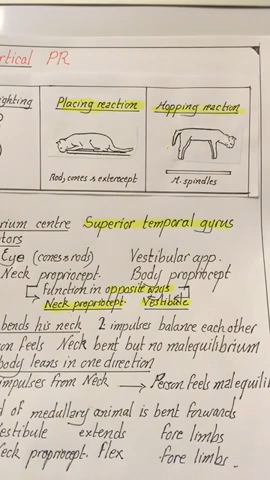 rtical PR
ighting
Placing reaction
Hopping reaction
Rod, cones & exterocept
M. spindles
rium centre Superior temporal gyrus
tors
Eye (cones & rods) Vestibular app.
Neck propriocept. Body propriocept
Function in opposite ways
Neck propriocept. Vestibule
bends his neck 2 impulses balance each other
on feels Neck bent but no malequilibrium
body leans in one direction
impulses from Neck → Person feels malequilib
d of medullary animal is bent forwards
Vestibule extends fore limbs
Neck propriocept. Flex fore limbs.